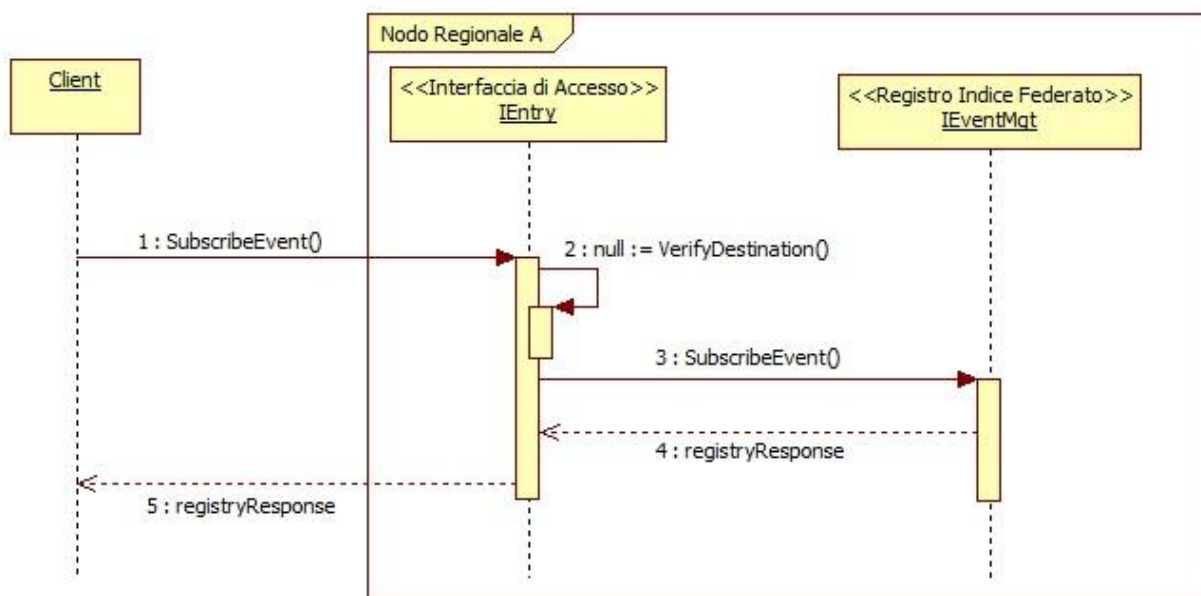 Nodo Regionale A
Client
<<Interfaccia di Accesso>>
IEntry
<<Registro Indice Federato>>
IEventMgt
1 : SubscribeEvent()
2 : null := VerifyDestination()
3 : SubscribeEvent()
4 : registryResponse
5 : registryResponse